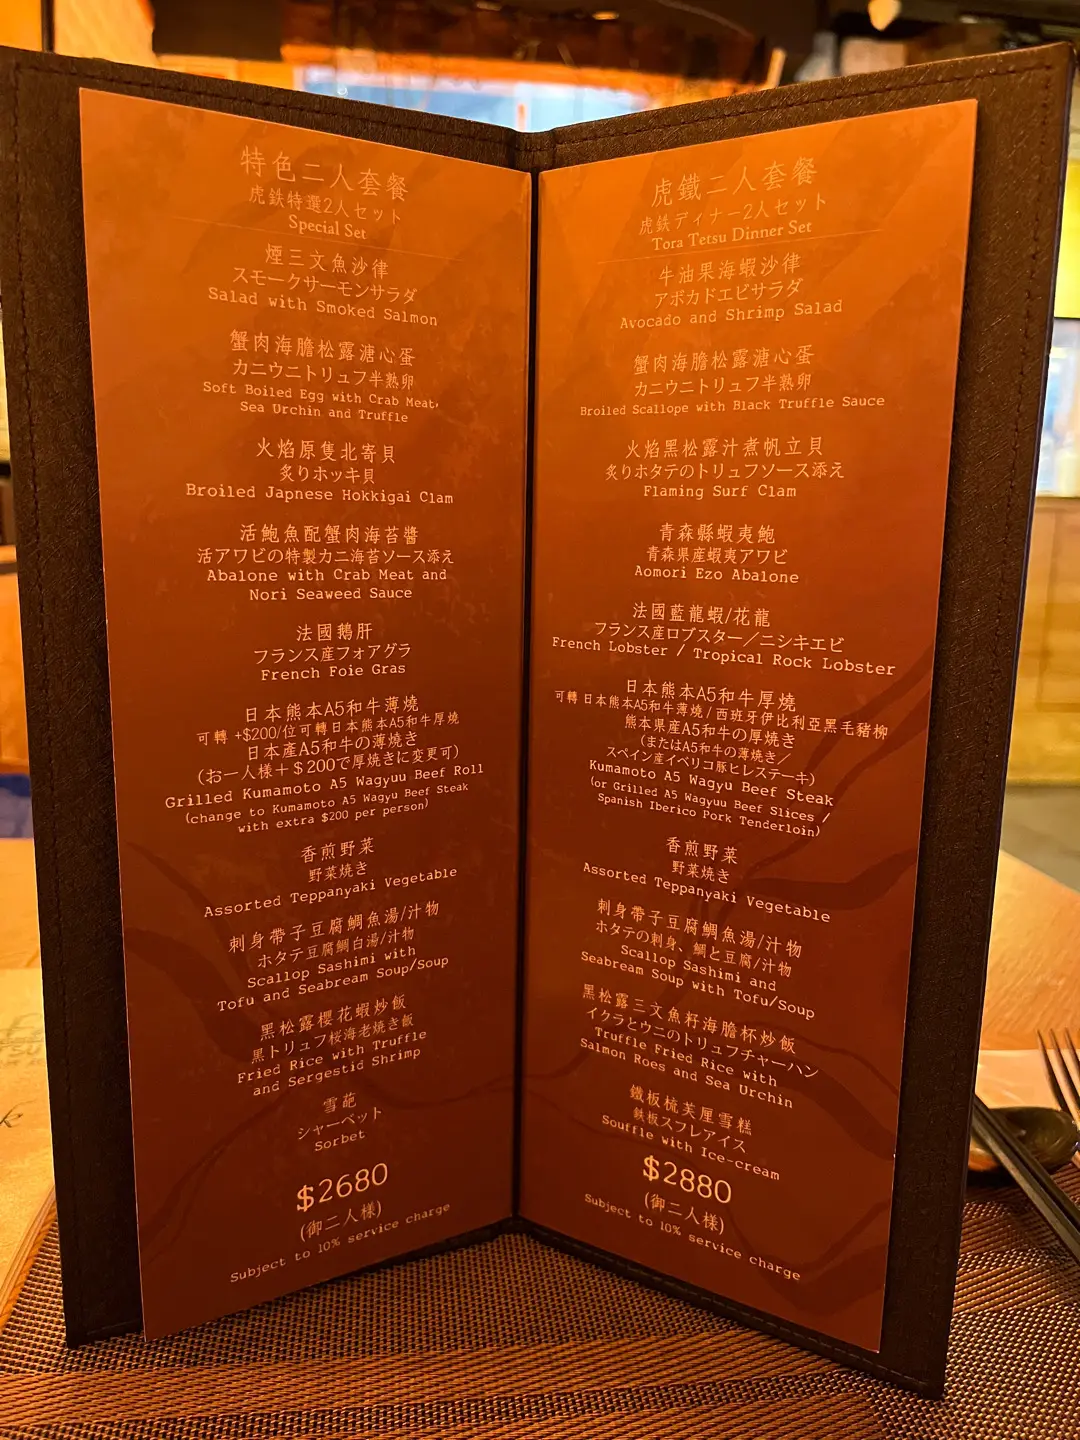 特色二人套餐
虎鉄特選2人セット
Special Set
煙三文魚沙律
スモークサーモンサラダ
Salad with Smoked Salmon
蟹肉海膽松露溏心蛋
カニウニトリュフ半熟卵
Soft Boiled Egg with Crab Meat,
Sea Urchin and Truffle
火焰原隻北寄貝
炙りホッキ貝
Broiled Japnese Hokkigai Clam
活鮑魚配蟹肉海苔醬
活アワビの特製カニ海苔ソース添え
Abalone with Crab Meat and
Nori Seaweed Sauce
法國鵝肝
フランス産フォアグラ
French Foie Gras
日本熊本A5和牛薄燒
可轉 +$200/位可轉日本熊本A5和牛厚燒
日本產A5和牛の薄焼き
(お一人様＋＄200で厚焼きに変更可)
Grilled Kumamoto A5 Wagyuu Beef Roll
(change to Kumamoto A5 Wagyu Beef Steak
with extra $200 per person)
香煎野菜
野菜焼き
Assorted Teppanyaki Vegetable
刺身帶子豆腐鯛魚湯/汁物
ホタテ豆腐鯛白湯/汁物
Scallop Sashimi with
Tofu and Seabream Soup/Soup
黑松露櫻花蝦炒飯
黒トリュフ桜海老焼き飯
Fried Rice with Truffle
and Sergestid Shrimp
雪葩
シャーベット
Sorbet
$2680
(御二人様)
Subject to 10% service charge
虎鐵二人套餐
虎鉄ディナー2人セット
Tora Tetsu Dinner Set
牛油果海蝦沙律
アボカドエビサラダ
Avocado and Shrimp Salad
蟹肉海膽松露溏心蛋
カニウニトリュフ半熟卵
Broiled Scallope with Black Truffle Sauce
火焰黑松露汁煮帆立貝
炙りホタテのトリュフソース添え
Flaming Surf Clam
青森縣蝦夷鮑
青森県産蝦夷アワビ
Aomori Ezo Abalone
法國藍龍蝦/花龍
フランス産ロブスター／ニシキエビ
French Lobster / Tropical Rock Lobster
日本熊本A5和牛厚燒
可轉 日本熊本A5和牛薄燒/西班牙伊比利亞黑毛豬柳
熊本県産A5和牛の厚焼き
(またはA5和牛の薄焼き／
スペイン産イベリコ豚ヒレステーキ)
Kumamoto A5 Wagyu Beef Steak
(or Grilled A5 Wagyuu Beef Slices /
Spanish Iberico Pork Tenderloin)
香煎野菜
野菜焼き
Assorted Teppanyaki Vegetable
刺身帶子豆腐鯛魚湯/汁物
ホタテの刺身、鯛と豆腐/汁物
Scallop Sashimi and
Seabream Soup with Tofu/Soup
黑松露三文魚籽海膽杯炒飯
イクラとウニのトリュフチャーハン
Truffle Fried Rice with
Salmon Roes and Sea Urchin
鐵板梳芙厘雪糕
鉄板スフレアイス
Souffle with Ice-cream
$2880
(御二人様)
Subject to 10% service charge